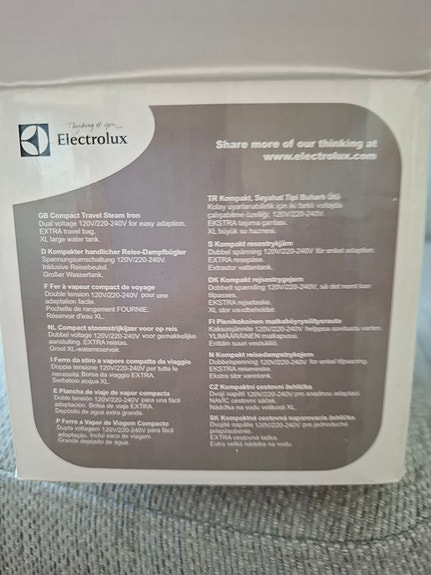 Thinking of you
Electrolux
Share more of our thinking at
www.electrolux.com
GB Compact Travel Steam Iron
Dual voltage 120V/220-240V for easy adaption.
EXTRA travel bag.
XL large water tank.
D Kompakter handlicher Reise-Dampfbügler
Spannungsumschaltung 120V/220-240V.
Inklusive Reisebeutel.
Großer Wassertank.
F Fer à vapeur compact de voyage
Double tension 120V/220-240V pour une
adaptation facile.
Pochette de rangement FOURNIE.
Réservoir d'eau XL.
NL Compact stoomstrijkijzer voor op reis
Dubbel voltage 120V/220-240V voor gemakkelijke
aansluiting. EXTRA reistas.
Groot XL-waterreservoir.
I Ferro da stiro a vapore compatto da viaggio
Doppia tensione 120V/220-240V per tutte le
necessità. Borsa da viaggio EXTRA.
Serbatoio acqua XL.
E Plancha de viaje de vapor compacta
Doble tensión 120V/220-240V para una fácil
adaptación. Bolsa de viaje EXTRA
Depósito de agua extra grande.
P Ferro a Vapor de Viagem Compacto
Duplo voltagem 120V/220-240V para fácil
adaptação. Inclui saco de viagem.
Grande depósito de água.
TR Kompakt, Seyahat Tipi Buharlı Ütü
Kolay uyarlanabilirlik için iki farklı voltajla
çalışabilme özelliği, 120V/220-240V.
EKSTRA taşıma çantası.
XL büyük su haznesi.
S Kompakt resestrykjärn
Dubbel spänning 120V/220-240V för enkel adaption.
EXTRA resepåse.
Extrastor vattentank.
DK Kompakt rejsestrygejern
Dobbelt spænding 120V/220-240V, så det nemt kan
tilpasses.
EKSTRA rejsetaske.
XL stor vandbeholder.
FI Pienikokoinen matkahöyrysilitysrauta
Kaksoisjännite 120V/220-240V helppoa sovitusta varten
YLIMÄÄRÄINEN matkapussi.
Erittäin suuri vesisäiliö.
N Kompakt reisedampstrykejern
Dobbelspenning 120V/220-240V for enkel tilpasning.
EKSTRA reiseveske.
Ekstra stor vanntank.
CZ Kompaktní cestovní žehlička
Dvojí napětí 120V/220-240V pro snadnou adaptaci.
NAVÍC cestovní sáček.
Nádržka na vodu velikosti XL.
SK Kompaktná cestovná naparovacia žehlička
Dvojité napätie 120V/220-240V pre jednoduché
prispôsobenie.
EXTRA cestovná taška.
Extra veľká nádoba na vodu.